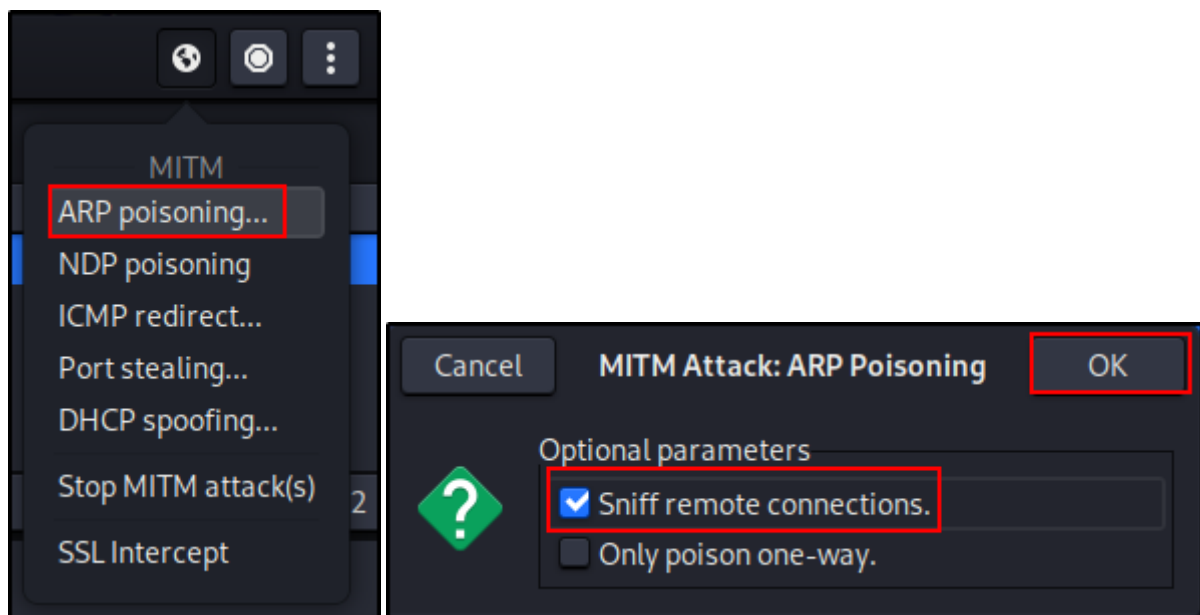 MITM
ARP poisoning...
NDP poisoning
ICMP redirect...
Port stealing...
DHCP spoofing...
Stop MITM attack(s)
2
SSL Intercept
Cancel
MITM Attack: ARP Poisoning
OK
Optional parameters
Sniff remote connections.
Only poison one-way.